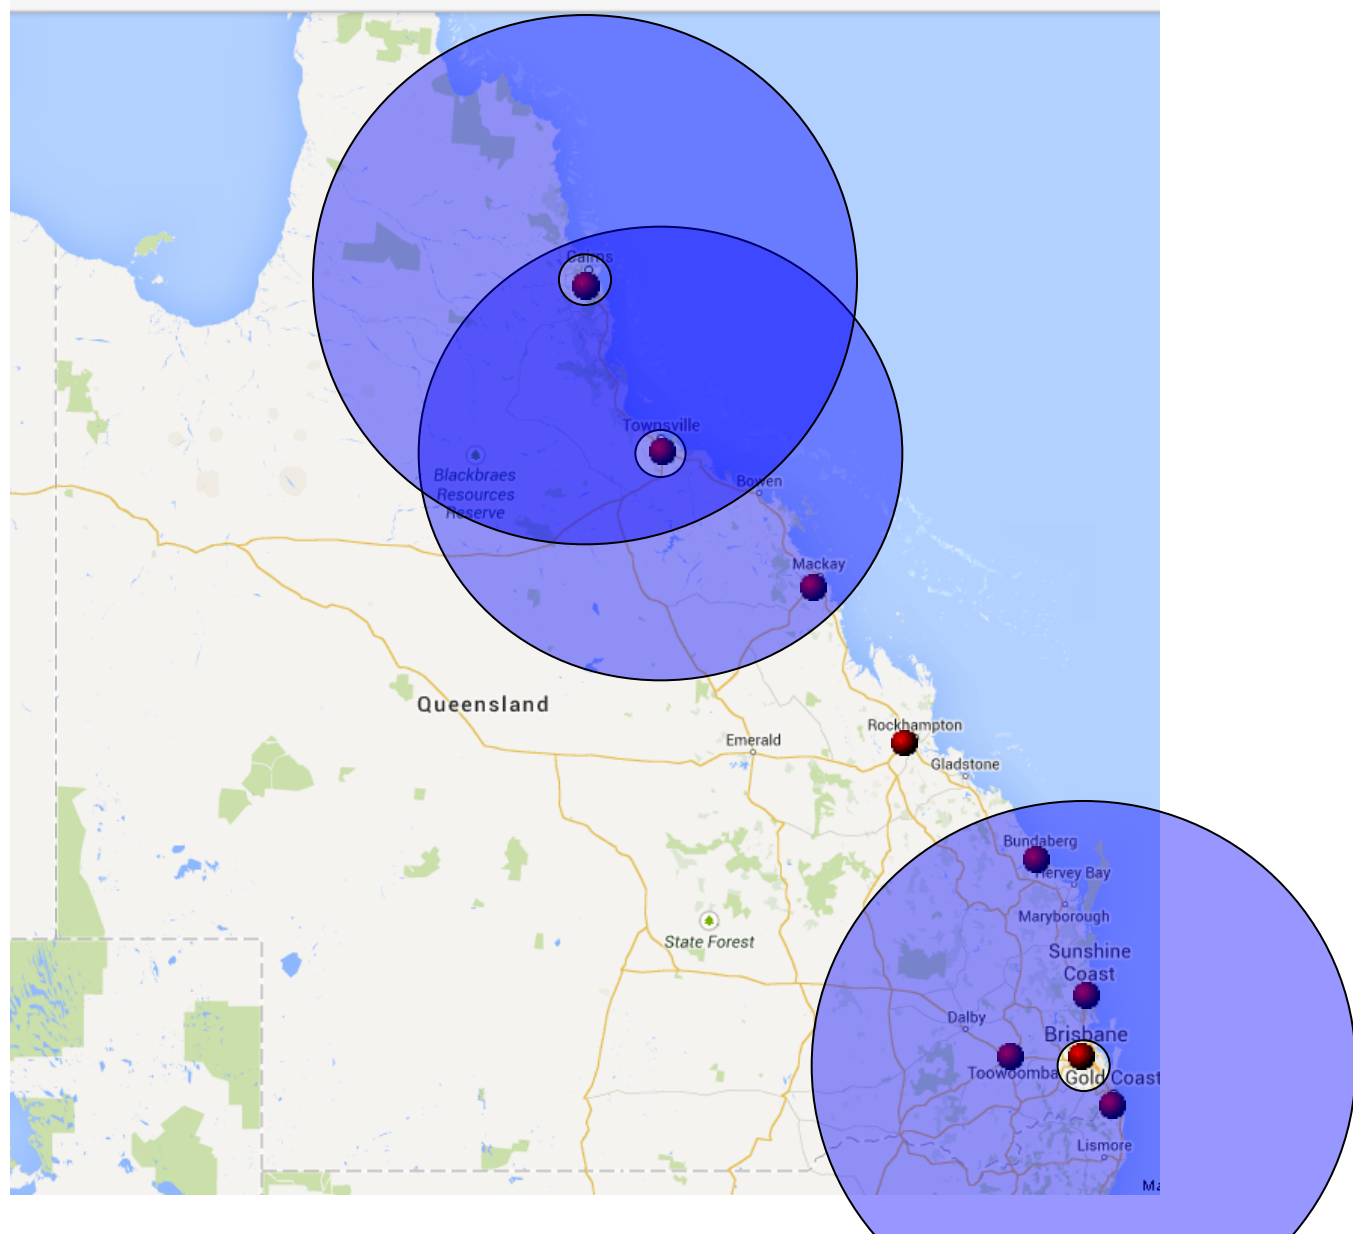 Cairns
Townsville
Blackbraes
Resources
Reserve
Bowen
Mackay
Queensland
Rockhampton
Emerald
Gladstone
Bundaberg
Hervey Bay
Maryborough
State Forest
Sunshine
Coast
Dalby
Brisbane
Toowoomba
Gold Coast
Lismore